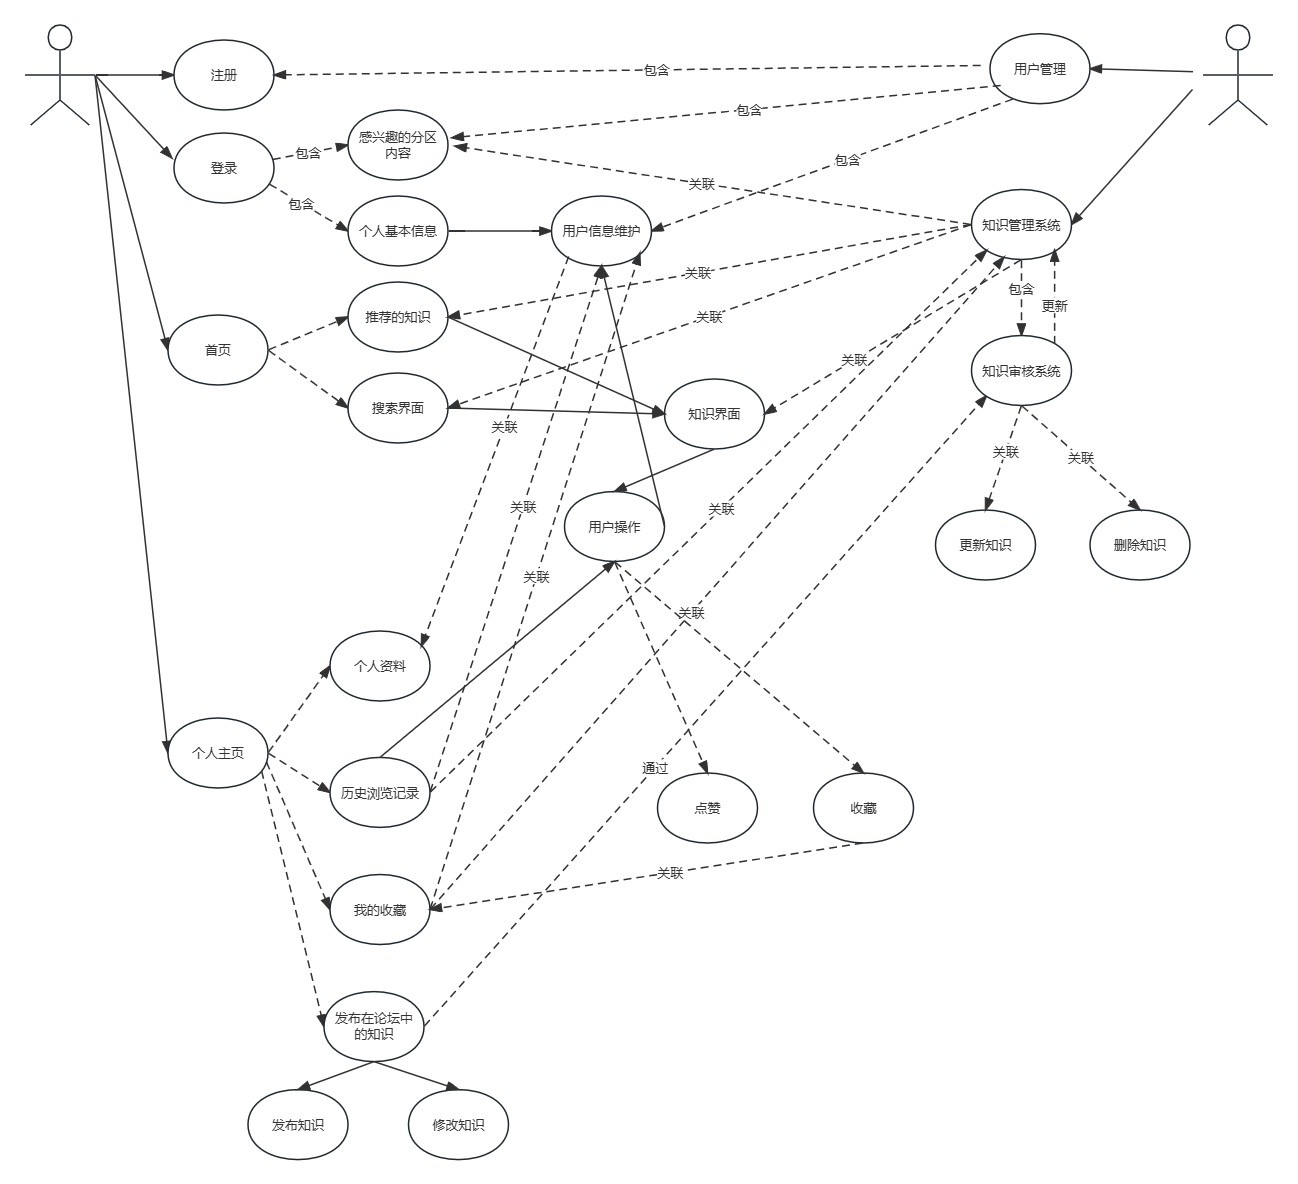 注册
包含
用户管理
包含
感兴趣的分区
内容
包含
包含
登录
包含
关联
个人基本信息
用户信息维护
知识管理系统
关联
包含
更新
推荐的知识
关联
首页
关联
知识审核系统
搜索界面
知识界面
关联
关联
关联
关联
关联
用户操作
更新知识
删除知识
关联
关联
个人资料
个人主页
通过
历史浏览记录
点赞
收藏
关联
我的收藏
发布在论坛中
的知识
发布知识
修改知识